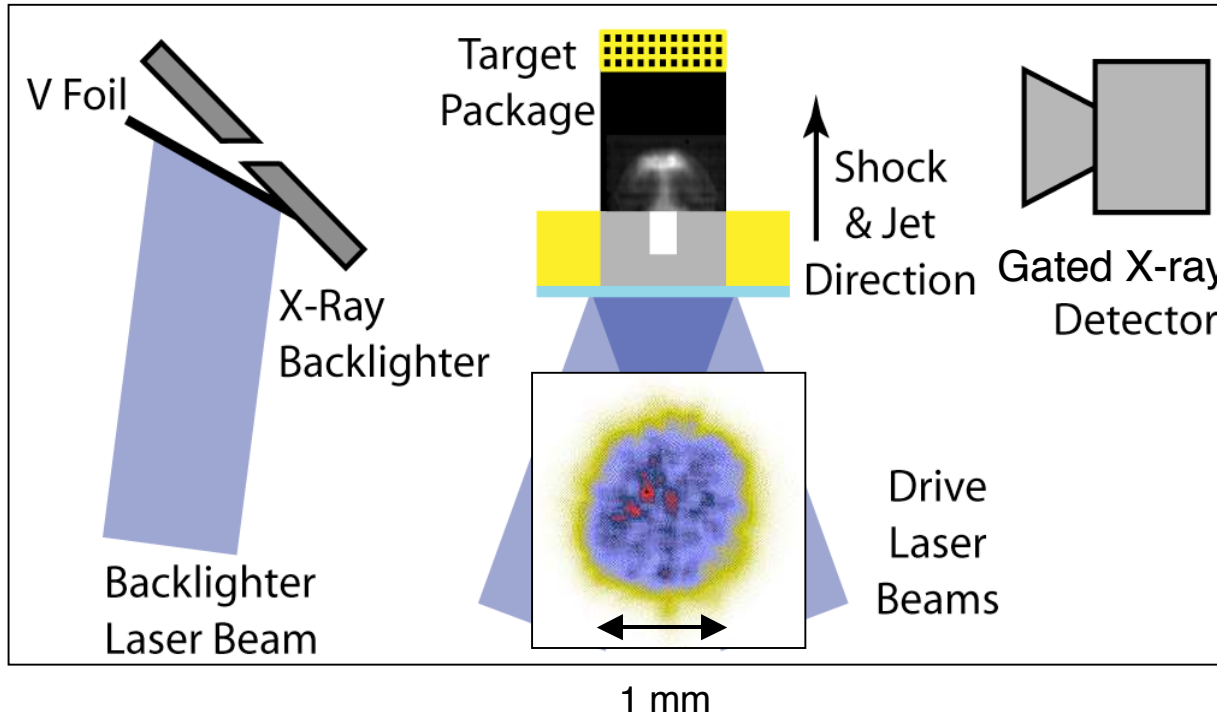 V Foil
Target
Package
Shock
& Jet
Direction
Gated X-ray
Detector
X-Ray
Backlighter
Drive
Laser
Beams
Backlighter
Laser Beam
1 mm